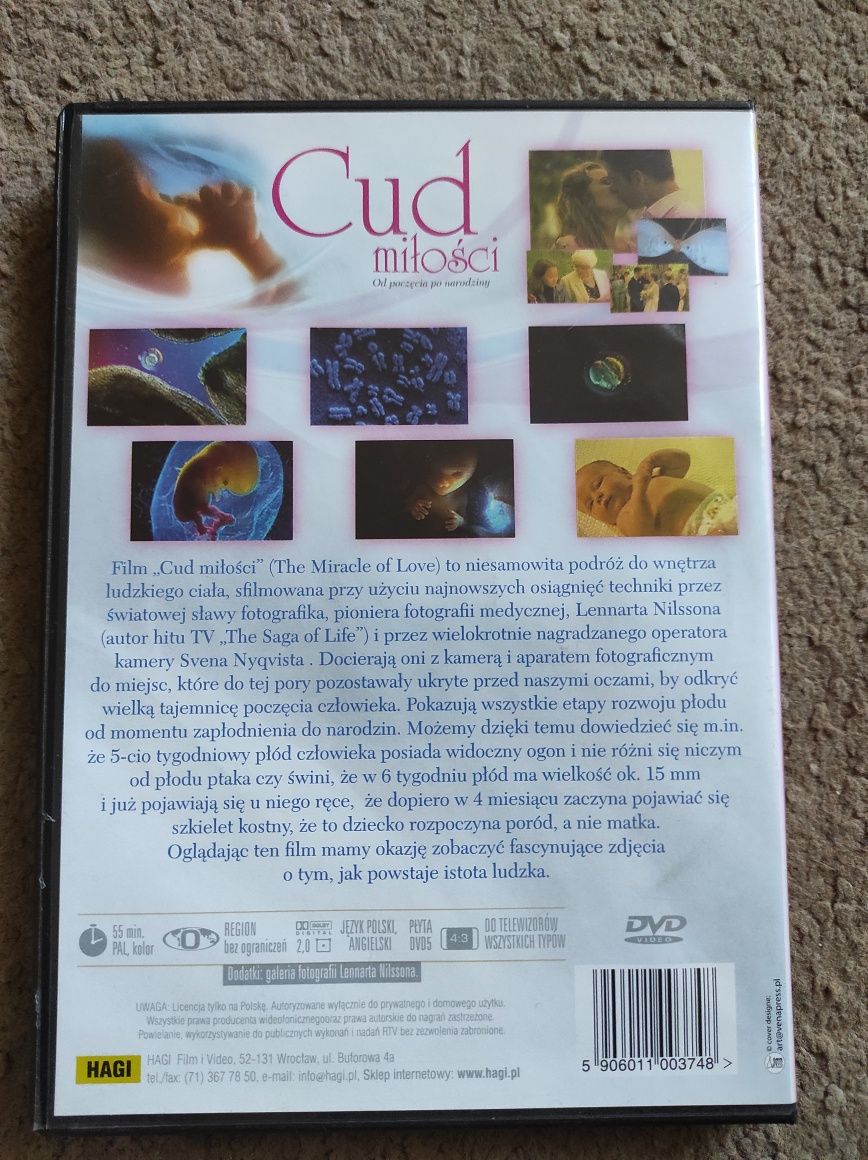 Cud
miłości
Od poczęcia po narodziny
Film „Cud miłości” (The Miracle of Love) to niesamowita podróż do wnętrza
ludzkiego ciała, sfilmowana przy użyciu najnowszych osiągnięć techniki przez
światowej sławy fotografika, pioniera fotografii medycznej, Lennarta Nilssona
(autor hitu TV „The Saga of Life”) i przez wielokrotnie nagradzanego operatora
kamery Svena Nyqvista . Docierają oni z kamerą i aparatem fotograficznym
do miejsc, które do tej pory pozostawały ukryte przed naszymi oczami, by odkryć
wielką tajemnicę poczęcia człowieka. Pokazują wszystkie etapy rozwoju płodu
od momentu zapłodnienia do narodzin. Możemy dzięki temu dowiedzieć się m.in.
że 5-cio tygodniowy płód człowieka posiada widoczny ogon i nie różni się niczym
od płodu ptaka czy świni, że w 6 tygodniu płód ma wielkość ok. 15 mm
i już pojawiają się u niego ręce, że dopiero w 4 miesiącu zaczyna pojawiać się
szkielet kostny, że to dziecko rozpoczyna poród, a nie matka.
Oglądając ten film mamy okazję zobaczyć fascynujące zdjęcia
o tym, jak powstaje istota ludzka.
55 min.
PAL, kolor
0
REGION
bez ograniczeń
DOLBY
DIGITAL
2,0
JĘZYK POLSKI,
ANGIELSKI
PŁYTA
DVD5
4:3
DO TELEWIZORÓW
WSZYSTKICH TYPÓW
DVD
VIDEO
Dodatki: galeria fotografii Lennarta Nilssona.
UWAGA: Licencja tylko na Polskę. Autoryzowane wyłącznie do prywatnego i domowego użytku.
Wszystkie prawa producenta wideofonicznegooraz prawa autorskie do nagrań zastrzeżone.
Powielanie, wykorzystywanie do publicznych wykonań i nadań RTV bez zezwolenia zabronione.
HAGI
HAGI Film i Video, 52-131 Wrocław, ul. Buforowa 4a
tel./fax (71) 367 78 50, e-mail: info@hagi.pl, Sklep internetowy: www.hagi.pl
5 906011 003748 >
© cover designe:
art@venapress.pl